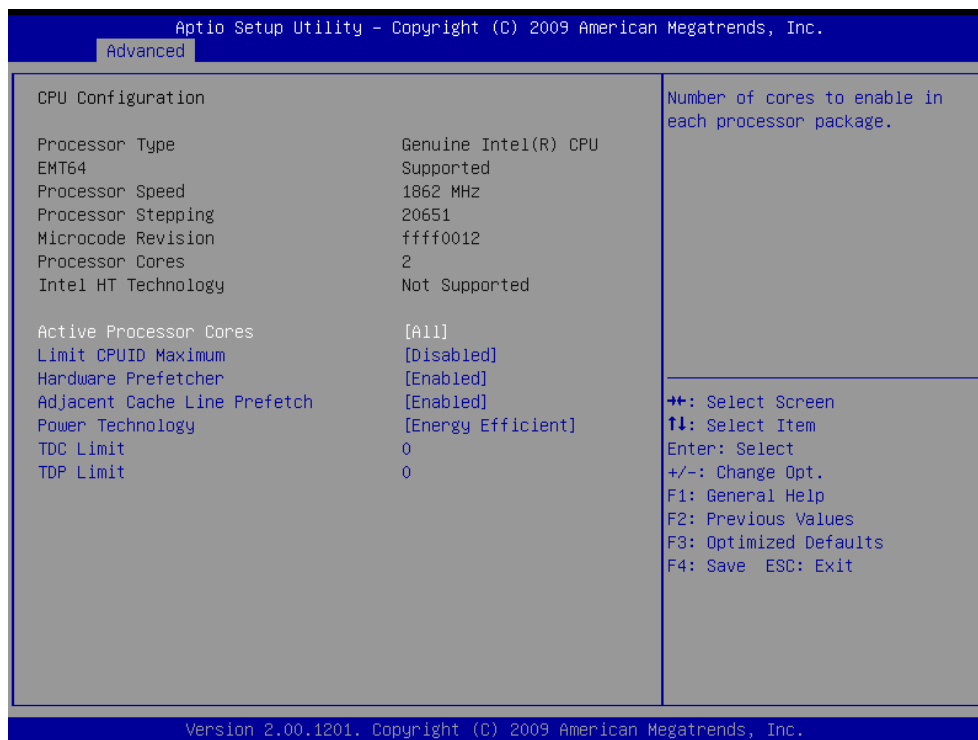 Aptio Setup Utility – Copyright (C) 2009 American Megatrends, Inc.
Advanced
CPU Configuration
Processor Type Genuine Intel(R) CPU
EMT64 Supported
Processor Speed 1862 MHz
Processor Stepping 20651
Microcode Revision ffff0012
Processor Cores 2
Intel HT Technology Not Supported
Active Processor Cores [All]
Limit CPUID Maximum [Disabled]
Hardware Prefetcher [Enabled]
Adjacent Cache Line Prefetch [Enabled]
Power Technology [Energy Efficient]
TDC Limit 0
TDP Limit 0
Number of cores to enable in
each processor package.
→←: Select Screen
↑↓: Select Item
Enter: Select
+/-: Change Opt.
F1: General Help
F2: Previous Values
F3: Optimized Defaults
F4: Save ESC: Exit
Version 2.00.1201. Copyright (C) 2009 American Megatrends, Inc.